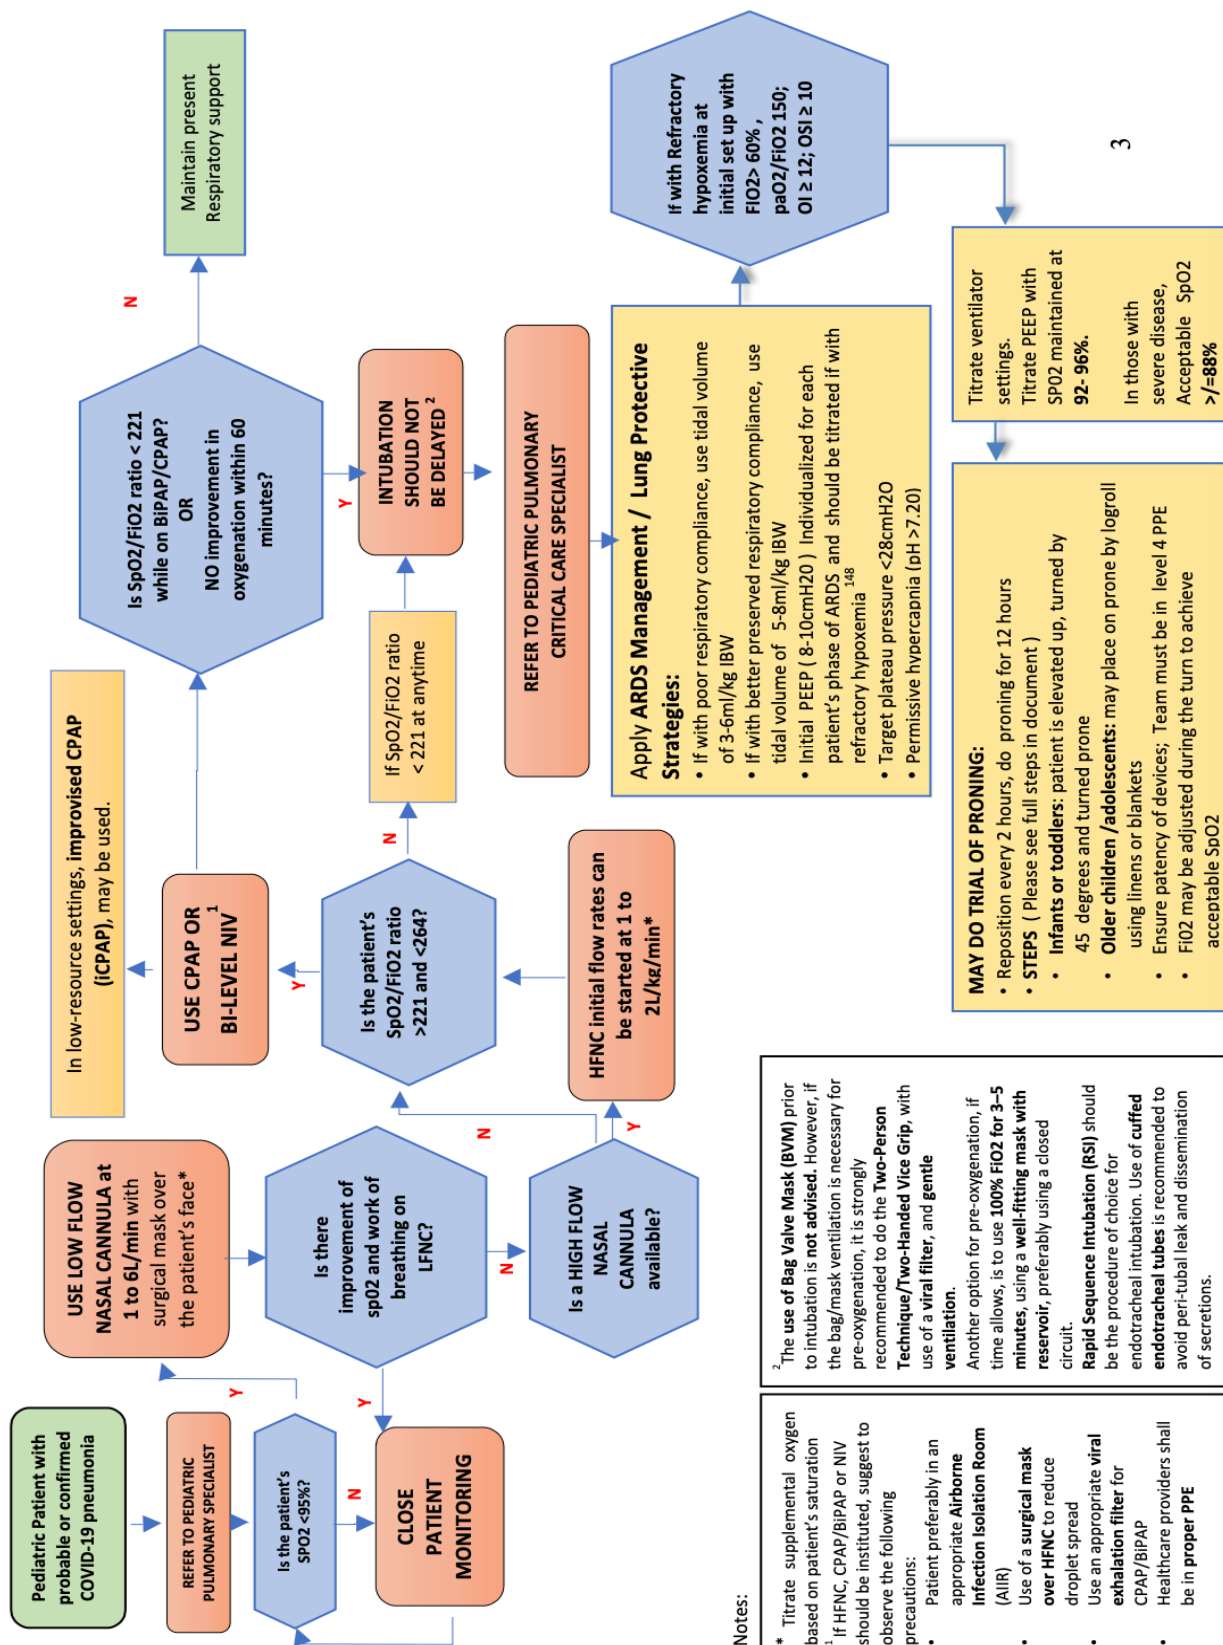 Pediatric Patient with
probable or confirmed
COVID-19 pneumonia
REFER TO PEDIATRIC
PULMONARY SPECIALIST
Is the patient's
SPO2 <95%?
Y
N
CLOSE
PATIENT
MONITORING
USE LOW FLOW
NASAL CANNULA at
1 to 6L/min with
surgical mask over
the patient's face*
Is there
improvement of
sp02 and work of
breathing on
LFNC?
Y
N
Is a HIGH FLOW
NASAL
CANNULA
available?
N
Y
HFNC initial flow rates can
be started at 1 to
2L/kg/min*
Is the patient's
SpO2/FiO2 ratio
>221 and <264?
Y
N
USE CPAP OR
BI-LEVEL NIV 1
In low-resource settings, improvised CPAP
(iCPAP), may be used.
If SpO2/FiO2 ratio
< 221 at anytime
Is SpO2/FiO2 ratio < 221
while on BiPAP/CPAP?
OR
NO improvement in
oxygenation within 60
minutes?
N
Y
Maintain present
Respiratory support
INTUBATION
SHOULD NOT
BE DELAYED 2
REFER TO PEDIATRIC PULMONARY
CRITICAL CARE SPECIALIST
Apply ARDS Management / Lung Protective
Strategies:
• If with poor respiratory compliance, use tidal volume
of 3-6ml/kg IBW
• If with better preserved respiratory compliance, use
tidal volume of 5-8ml/kg IBW
• Initial PEEP ( 8-10cmH20 ) Individualized for each
patient's phase of ARDS and should be titrated if with
refractory hypoxemia 148
• Target plateau pressure <28cmH2O
• Permissive hypercapnia (pH >7.20)
If with Refractory
hypoxemia at
initial set up with
FIO2> 60% ,
paO2/FiO2 150;
OI ≥ 12; OSI ≥ 10
Titrate ventilator
settings.
Titrate PEEP with
SP02 maintained at
92- 96%.
In those with
severe disease,
Acceptable SpO2
>/=88%
MAY DO TRIAL OF PRONING:
• Reposition every 2 hours, do proning for 12 hours
• STEPS ( Please see full steps in document )
• Infants or toddlers: patient is elevated up, turned by
45 degrees and turned prone
• Older children /adolescents: may place on prone by logroll
using linens or blankets
• Ensure patency of devices; Team must be in level 4 PPE
• Fi02 may be adjusted during the turn to achieve
acceptable SpO2
Notes:
* Titrate supplemental oxygen
based on patient's saturation
1 If HFNC, CPAP/BiPAP or NIV
should be instituted, suggest to
observe the following
precautions:
• Patient preferably in an
appropriate Airborne
Infection Isolation Room
(AIIR)
• Use of a surgical mask
over HFNC to reduce
droplet spread
• Use an appropriate viral
exhalation filter for
CPAP/BiPAP
• Healthcare providers shall
be in proper PPE
2 The use of Bag Valve Mask (BVM) prior
to intubation is not advised. However, if
the bag/mask ventilation is necessary for
pre-oxygenation, it is strongly
recommended to do the Two-Person
Technique/Two-Handed Vice Grip, with
use of a viral filter, and gentle
ventilation.
Another option for pre-oxygenation, if
time allows, is to use 100% FiO2 for 3–5
minutes, using a well-fitting mask with
reservoir, preferably using a closed
circuit.
Rapid Sequence Intubation (RSI) should
be the procedure of choice for
endotracheal intubation. Use of cuffed
endotracheal tubes is recommended to
avoid peri-tubal leak and dissemination
of secretions.
3